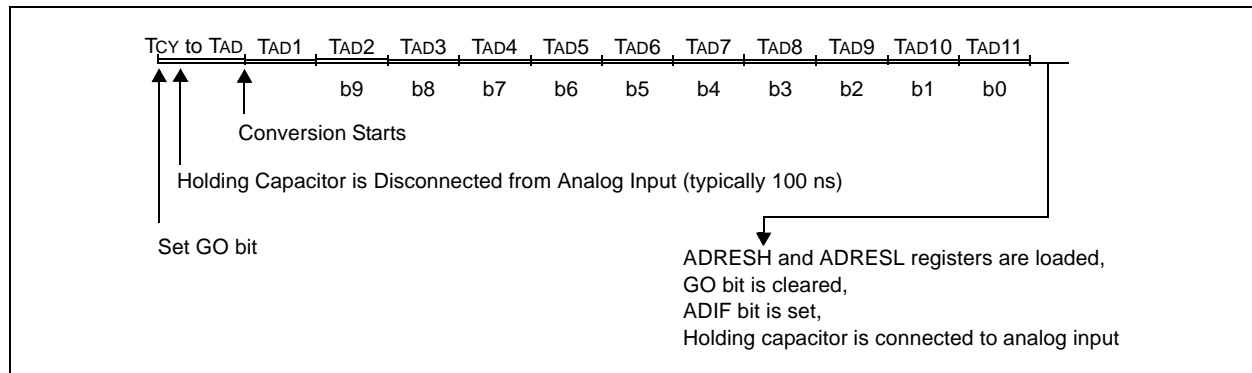 TCY to TAD TAD1 TAD2 TAD3 TAD4 TAD5 TAD6 TAD7 TAD8 TAD9 TAD10 TAD11
b9 b8 b7 b6 b5 b4 b3 b2 b1 b0
Conversion Starts
Holding Capacitor is Disconnected from Analog Input (typically 100 ns)
Set GO bit
ADRESH and ADRESL registers are loaded,
GO bit is cleared,
ADIF bit is set,
Holding capacitor is connected to analog input